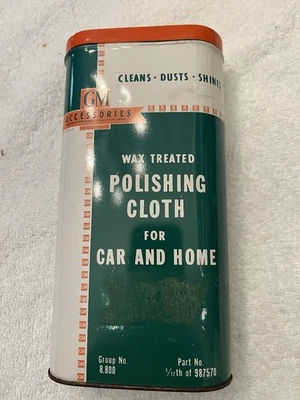 CLEANS · DUSTS · SHINES
GM
ACCESSORIES
WAX TREATED
POLISHING
CLOTH
FOR
CAR AND HOME
Group No.
8.800
Part No.
1/12th of 987570